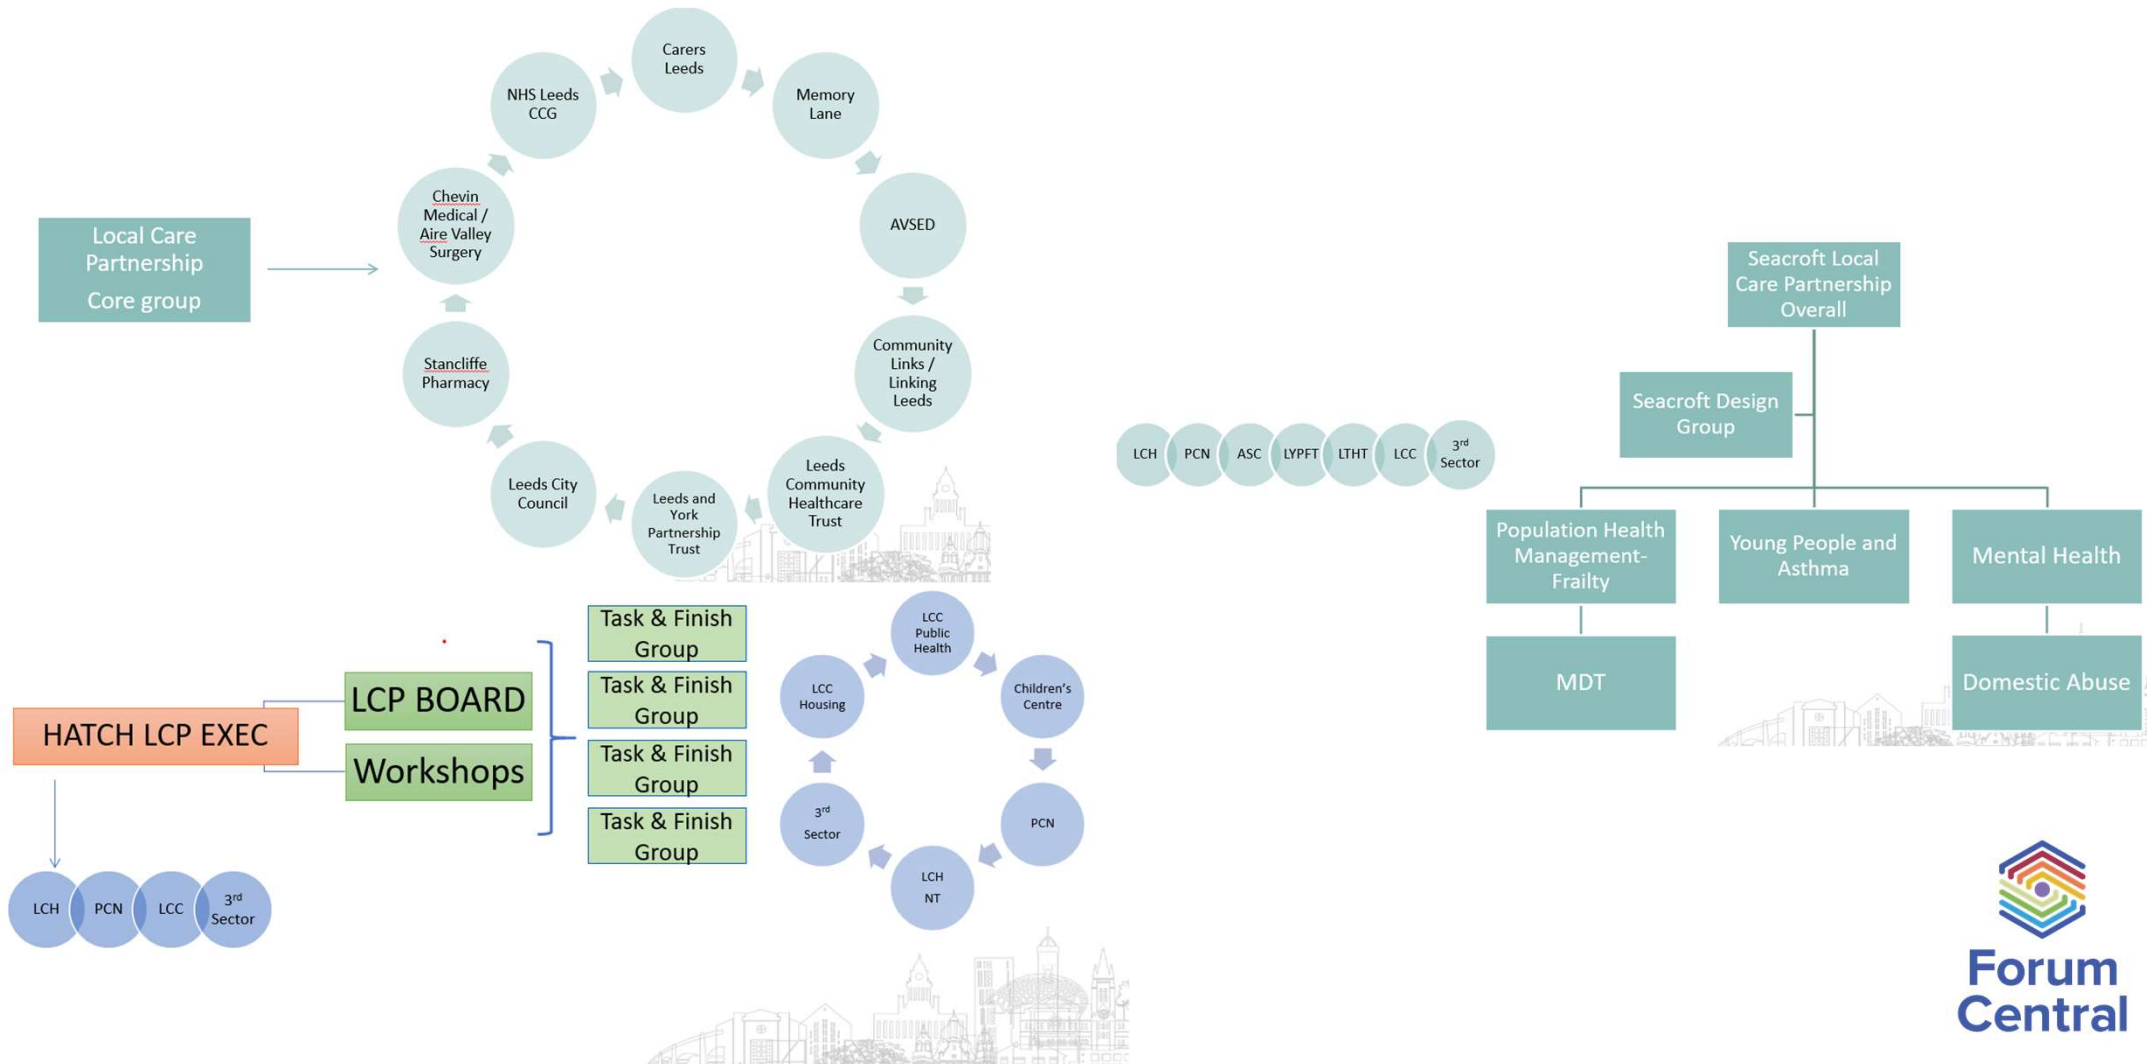 Local Care
Partnership
Core group
Carers
Leeds
Memory
Lane
AVSED
Community
Links /
Linking
Leeds
Leeds
Community
Healthcare
Trust
Leeds and
York
Partnership
Trust
Leeds City
Council
Stancliffe
Pharmacy
Chevin
Medical /
Aire Valley
Surgery
NHS Leeds
CCG
HATCH LCP EXEC
LCP BOARD
Workshops
Task & Finish
Group
Task & Finish
Group
Task & Finish
Group
Task & Finish
Group
LCH
PCN
LCC
3rd
Sector
LCC
Public
Health
Children's
Centre
PCN
LCH
NT
3rd
Sector
LCC
Housing
LCH
PCN
ASC
LYPFT
LTHT
LCC
3rd
Sector
Seacroft Local
Care Partnership
Overall
Seacroft Design
Group
Population Health
Management-
Frailty
Young People and
Asthma
Mental Health
MDT
Domestic Abuse
Forum
Central